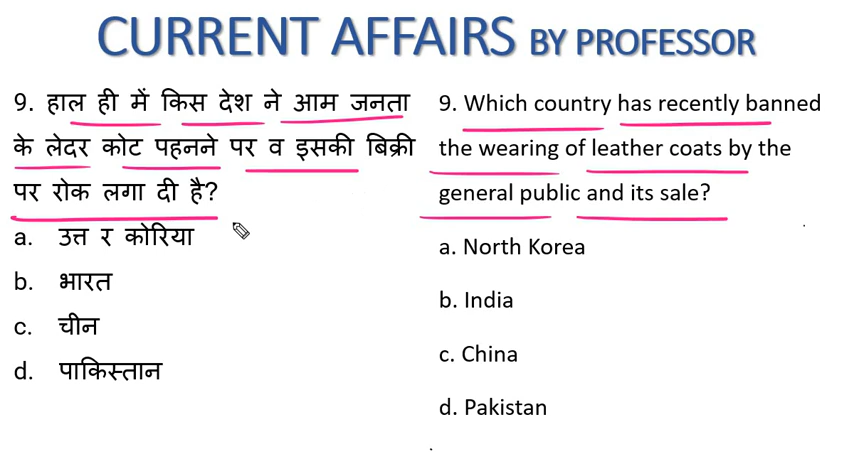 CURRENT AFFAIRS BY PROFESSOR
9. हाल ही में किस देश ने आम जनता
के लेदर कोट पहनने पर व इसकी बिक्री
पर रोक लगा दी है?
a. उत्त र कोरिया
b. भारत
c. चीन
d. पाकिस्तान
9. Which country has recently banned
the wearing of leather coats by the
general public and its sale?
a. North Korea
b. India
c. China
d. Pakistan